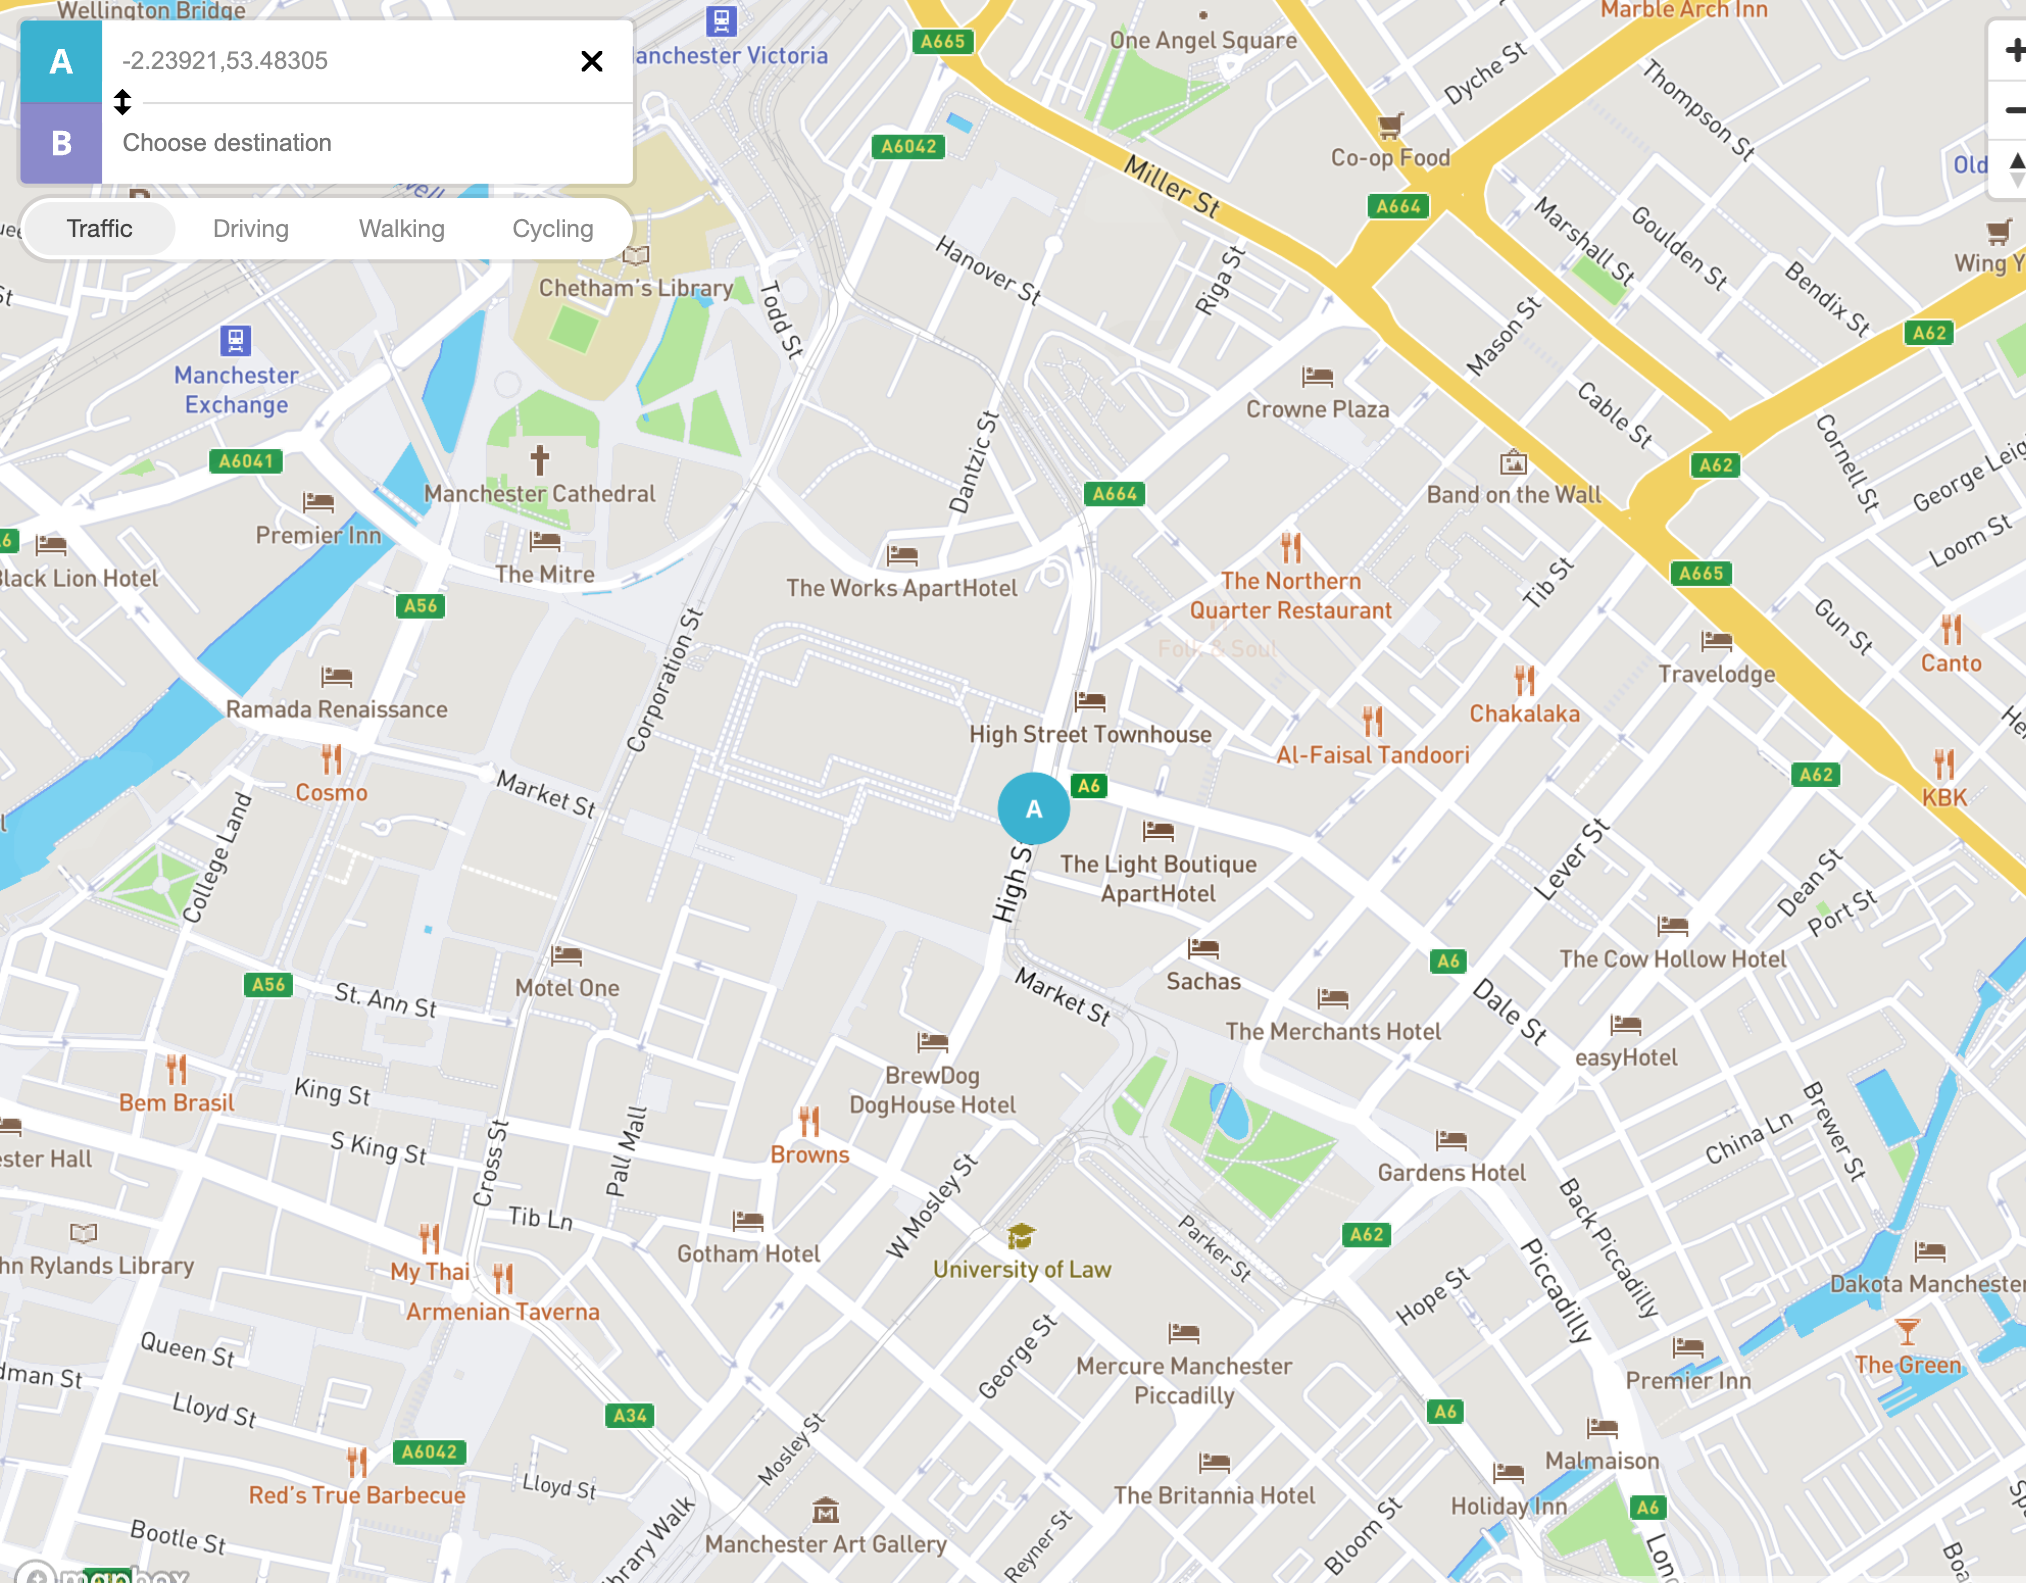 Wellington Bridge
A
-2.23921,53.48305
B
Choose destination
Traffic
Driving
Walking
Cycling
Manchester Victoria
A665
One Angel Square
Marble Arch Inn
Dyche St
Thompson St
Co-op Food
A6042
Miller St
A664
Old
Marshall St
Goulden St
Bendix St
Wing Y
Hanover St
Riga St
Chetham's Library
Todd St
Mason St
A62
Manchester
Exchange
Crowne Plaza
Cable St
Cornell St
George Leig
A6041
Manchester Cathedral
Dantzic St
A664
Band on the Wall
A62
Premier Inn
The Mitre
The Works ApartHotel
Loom St
Black Lion Hotel
A56
The Northern
Quarter Restaurant
Folk & Soul
Tib St
A665
Gun St
Canto
Travelodge
Ramada Renaissance
Corporation St
High Street Townhouse
Al-Faisal Tandoori
Chakalaka
Cosmo
Market St
A
A6
A62
KBK
College Land
High S
The Light Boutique
ApartHotel
Lever St
Dean St
Port St
Sachas
A6
The Cow Hollow Hotel
A56
St. Ann St
Motel One
Market St
The Merchants Hotel
Dale St
easyHotel
Bem Brasil
King St
BrewDog
DogHouse Hotel
Brewer St
China Ln
S King St
Cross St
Pall Mall
Browns
Gardens Hotel
ester Hall
Tib Ln
W Mosley St
Parker St
A62
Back Piccadilly
hn Rylands Library
My Thai
Gotham Hotel
University of Law
Piccadilly
Hope St
Dakota Manchester
Armenian Taverna
Queen St
George St
Mercure Manchester
Piccadilly
Premier Inn
The Green
dman St
Lloyd St
A34
A6
A6042
Mosley St
Malmaison
Red's True Barbecue
Lloyd St
The Britannia Hotel
Holiday Inn
A6
Bootle St
Library Walk
Manchester Art Gallery
Reyner St
Bloom St
Lon
Boa
mapbox